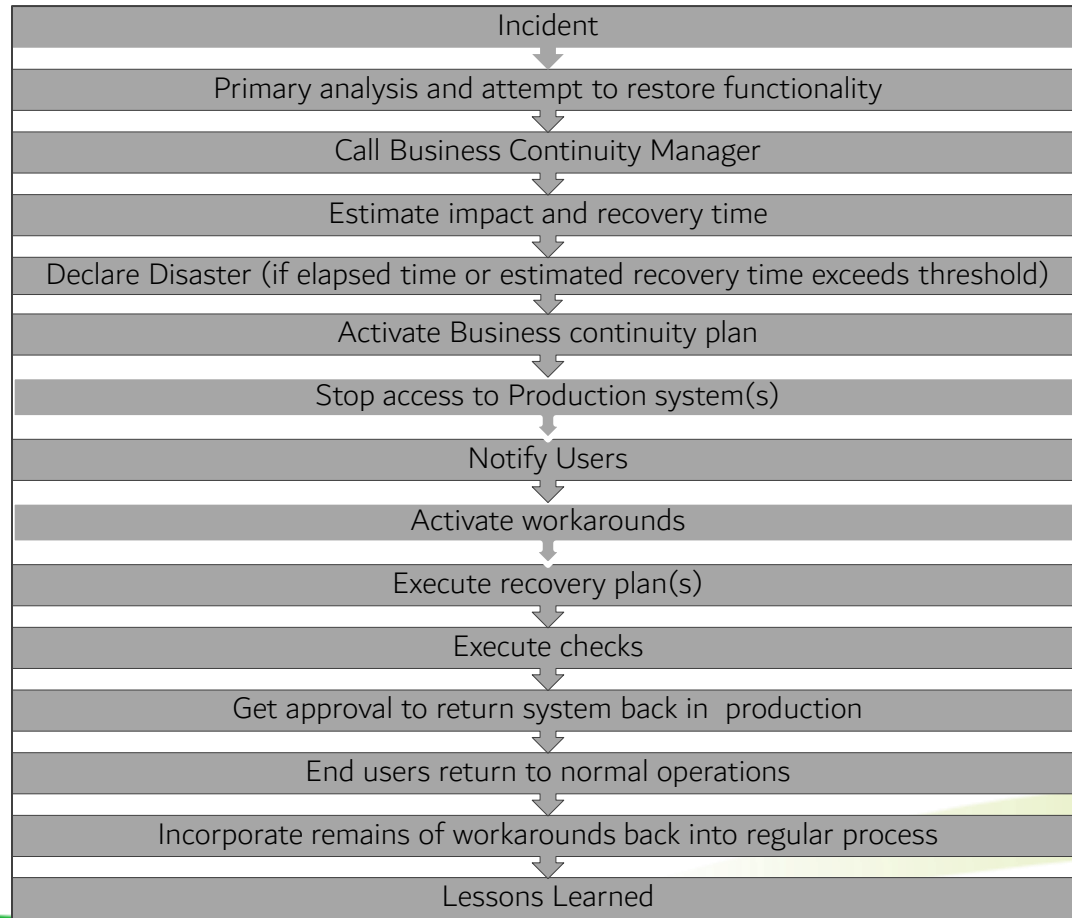 Incident
Primary analysis and attempt to restore functionality
Call Business Continuity Manager
Estimate impact and recovery time
Declare Disaster (if elapsed time or estimated recovery time exceeds threshold)
Activate Business continuity plan
Stop access to Production system(s)
Notify Users
Activate workarounds
Execute recovery plan(s)
Execute checks
Get approval to return system back in production
End users return to normal operations
Incorporate remains of workarounds back into regular process
Lessons Learned